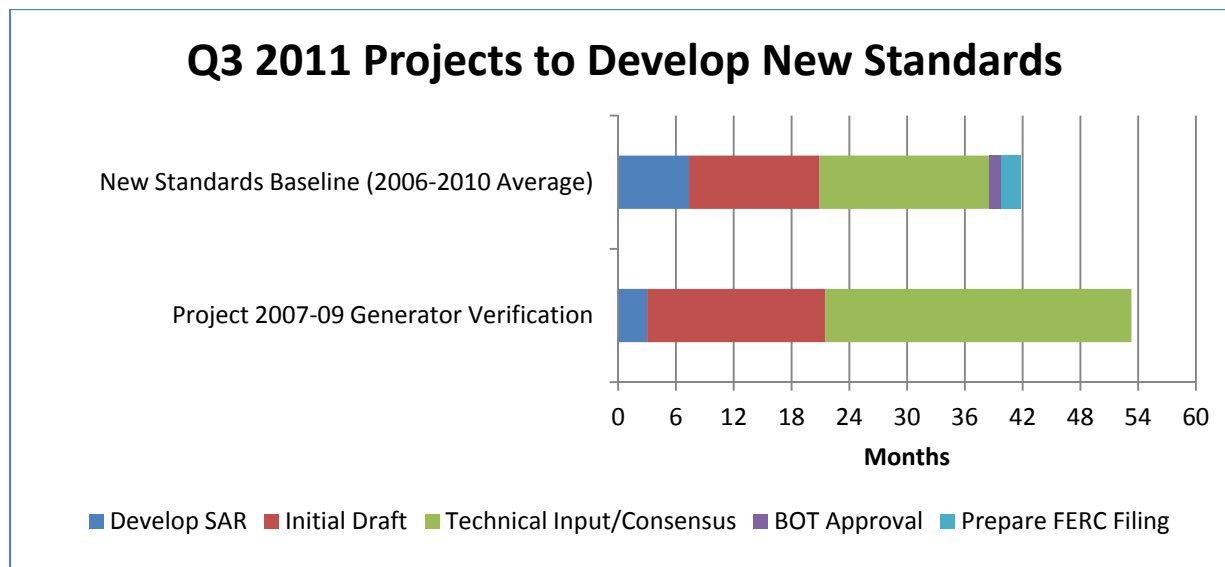 Q3 2011 Projects to Develop New Standards
New Standards Baseline (2006-2010 Average)
Project 2007-09 Generator Verification
0 6 12 18 24 30 36 42 48 54 60
Months
Develop SAR Initial Draft Technical Input/Consensus BOT Approval Prepare FERC Filing